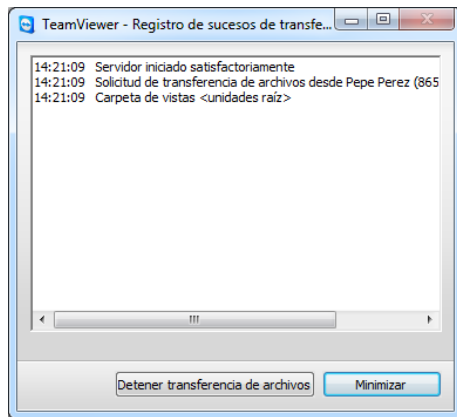 TeamViewer - Registro de sucesos de transfe...
14:21:09 Servidor iniciado satisfactoriamente
14:21:09 Solicitud de transferencia de archivos desde Pepe Perez (865
14:21:09 Carpeta de vistas <unidades raíz>
Detener transferencia de archivos
Minimizar